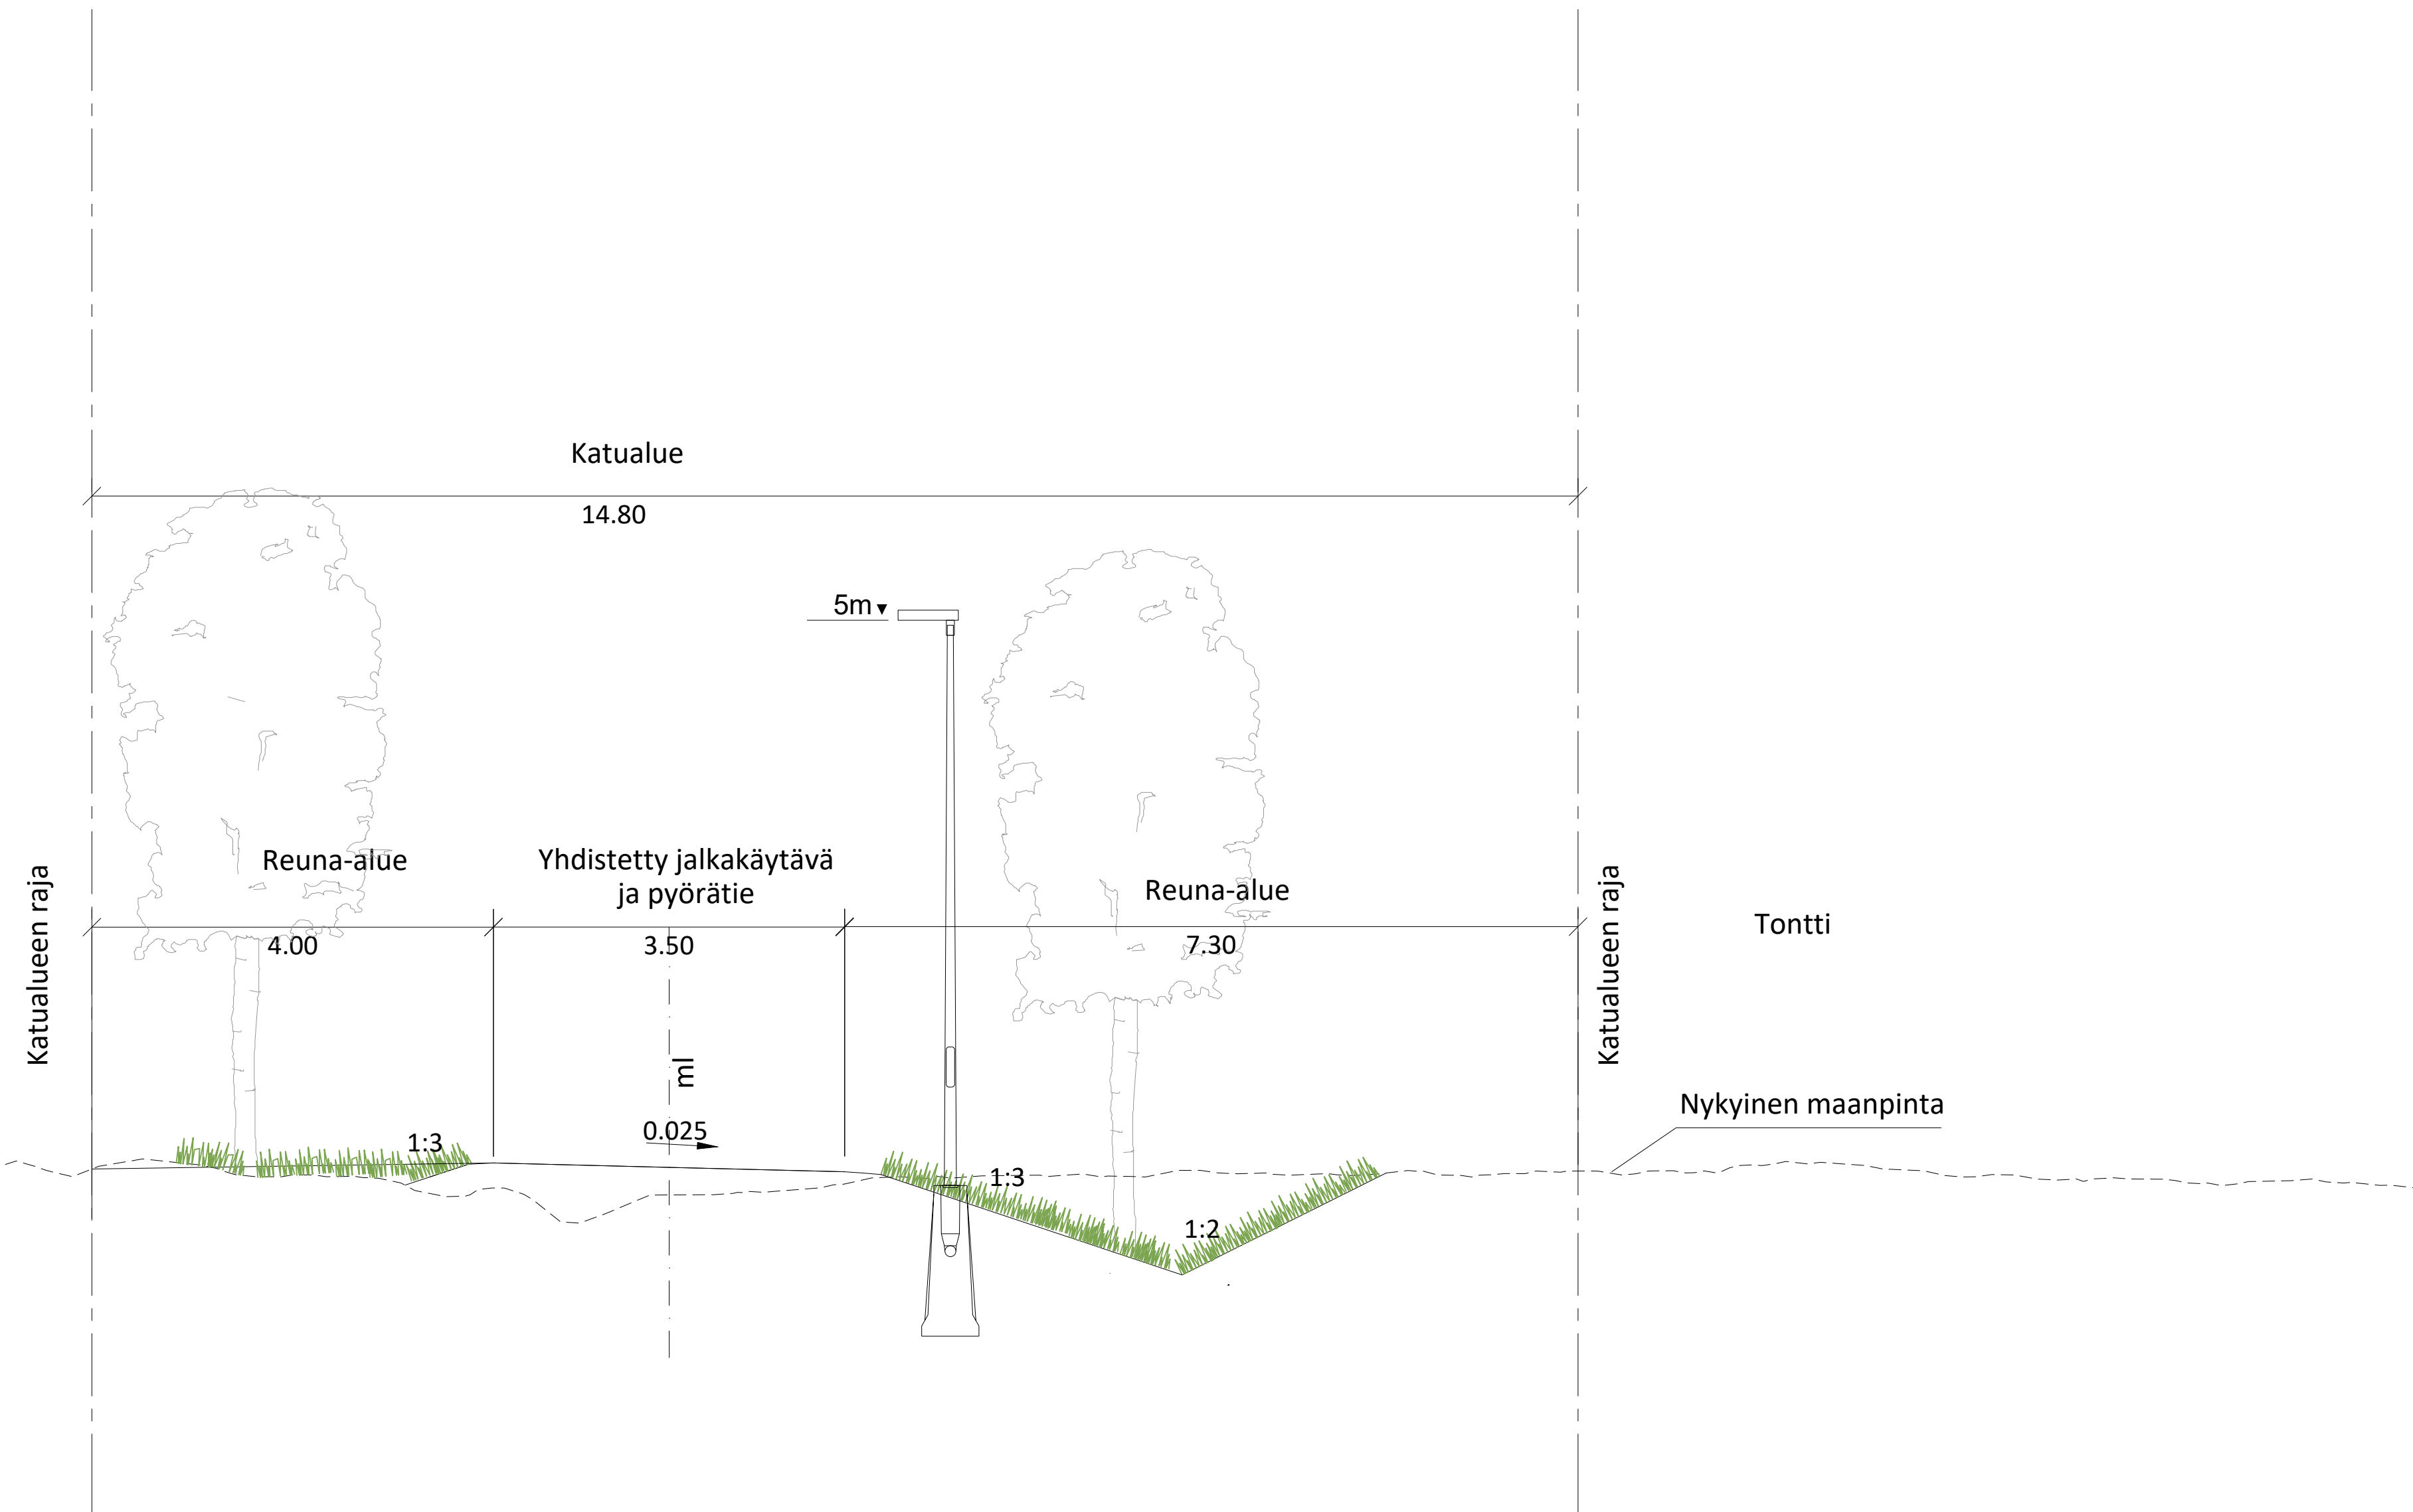 Katualue
14.80
5m
Reuna-alue
Yhdistetty jalkakäytävä
ja pyörätie
Reuna-alue
4.00
3.50
7.30
Katualueen raja
Katualueen raja
Tontti
ml
Nykyinen maanpinta
0.025
1:3
1:3
1:2